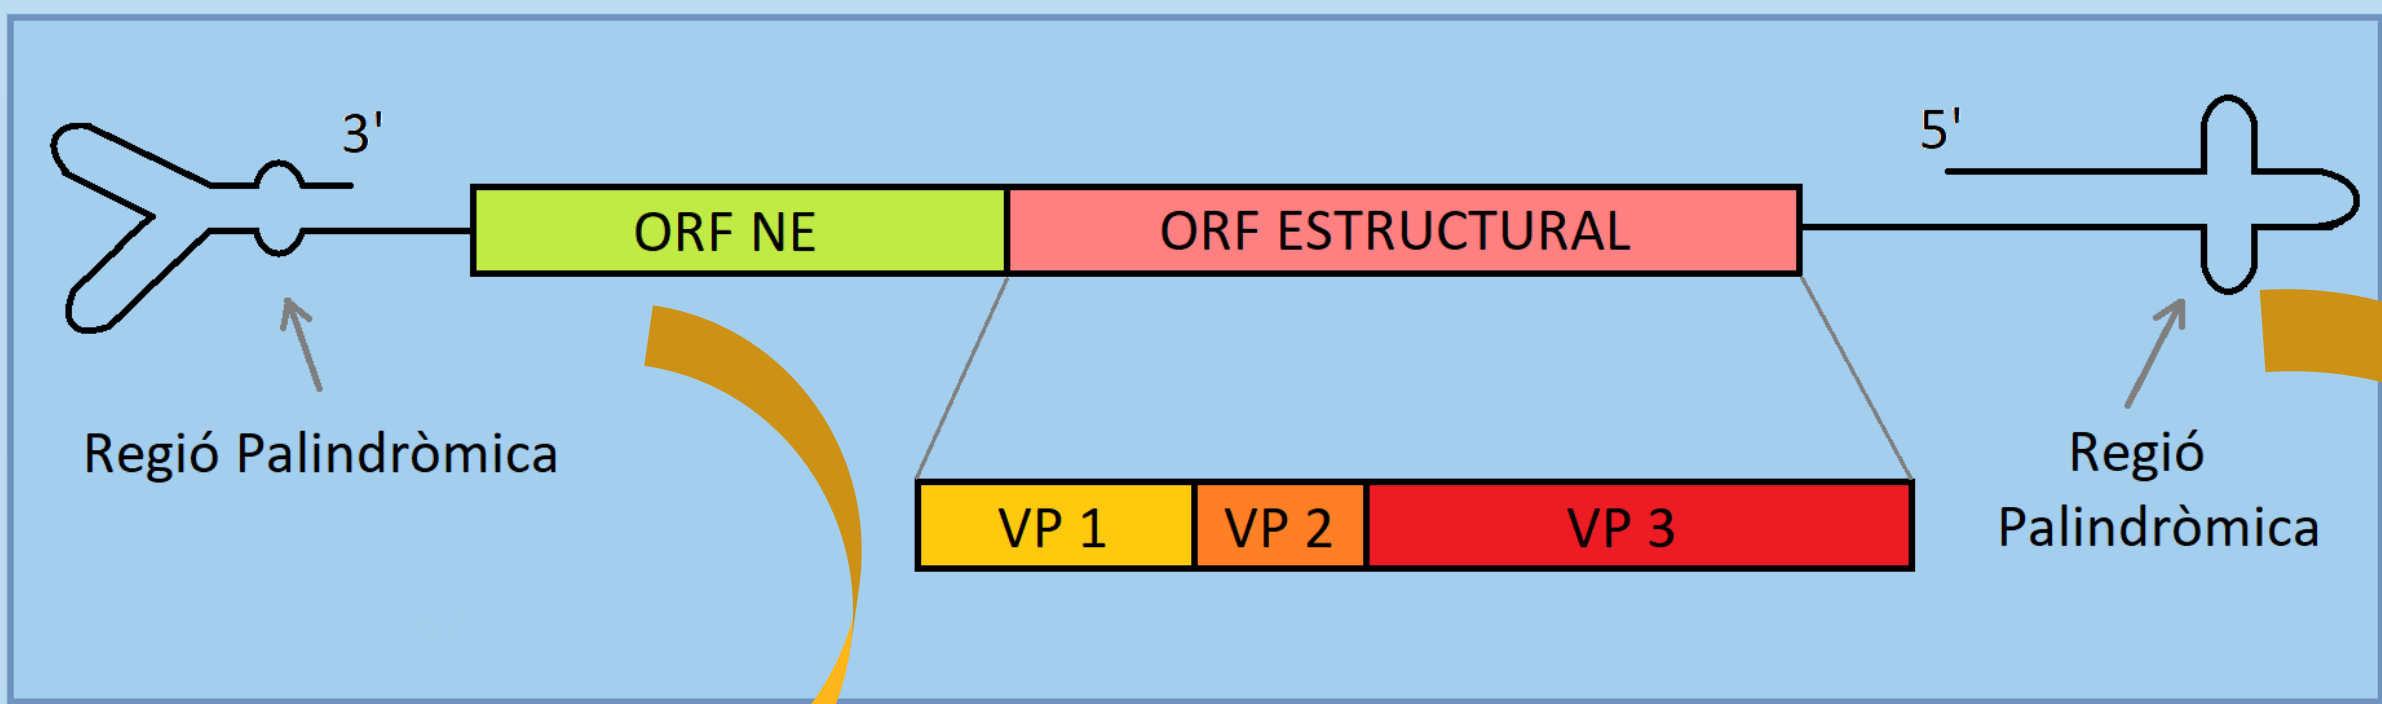 3'
5'
ORF NE
ORF ESTRUCTURAL
Regió Palindròmica
Regió
Palindròmica
VP 1
VP 2
VP 3